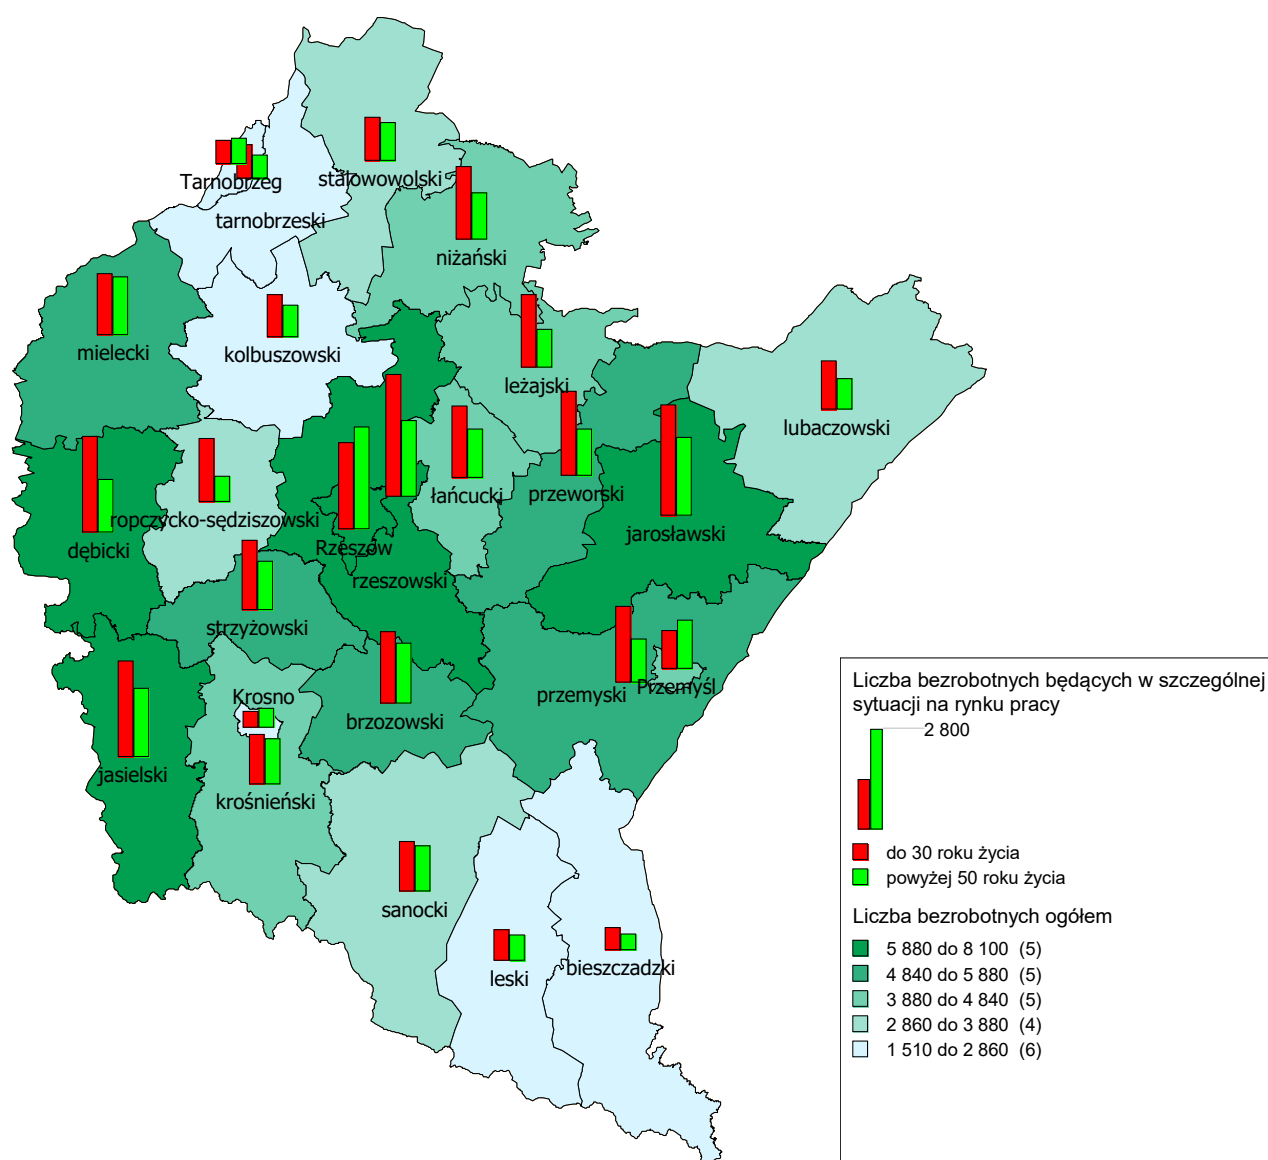 Tarnobrzeg
stalowowolski
tarnobrzeski
niżański
mielecki
kolbuszowski
leżajski
lubaczowski
łańcucki
przeworski
ropczycko-sędziszowski
jarosławski
dębicki
Rzeszów
rzeszowski
strzyżowski
Krosno
przemyski
Przemyśl
brzozowski
jasielski
krośnieński
sanocki
leski
bieszczadzki
Liczba bezrobotnych będących w szczególnej
sytuacji na rynku pracy
2 800
do 30 roku życia
powyżej 50 roku życia
Liczba bezrobotnych ogółem
5 880 do 8 100 (5)
4 840 do 5 880 (5)
3 880 do 4 840 (5)
2 860 do 3 880 (4)
1 510 do 2 860 (6)